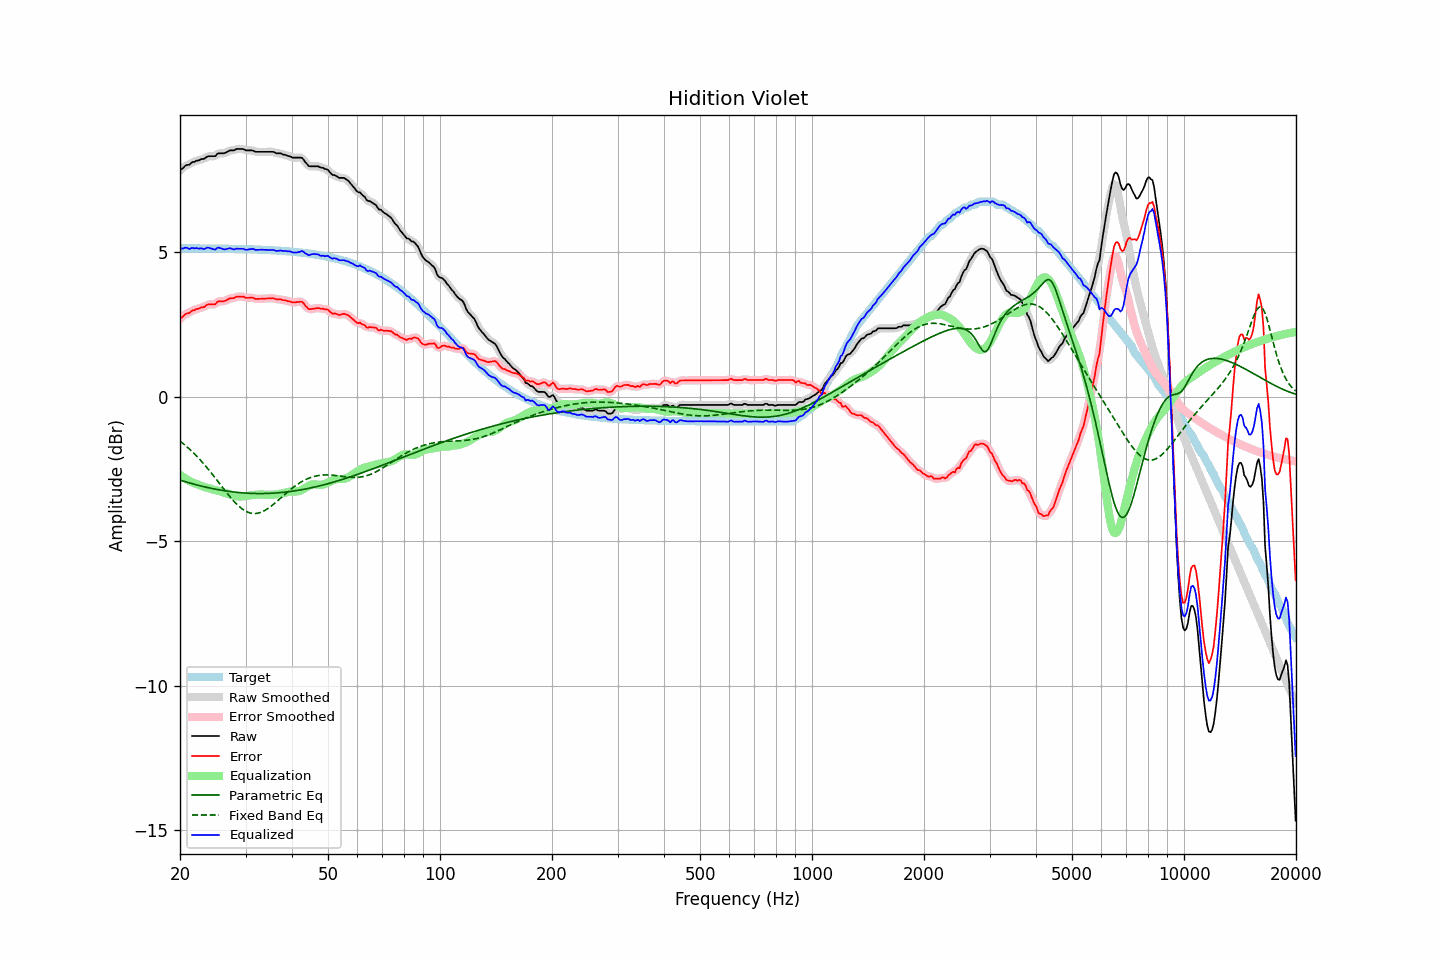 Hidition Violet
Amplitude (dBr)
5
0
−5
−10
−15
Target
Raw Smoothed
Error Smoothed
Raw
Error
Equalization
Parametric Eq
Fixed Band Eq
Equalized
20 50 100 200 500 1000 2000 5000 10000 20000
Frequency (Hz)